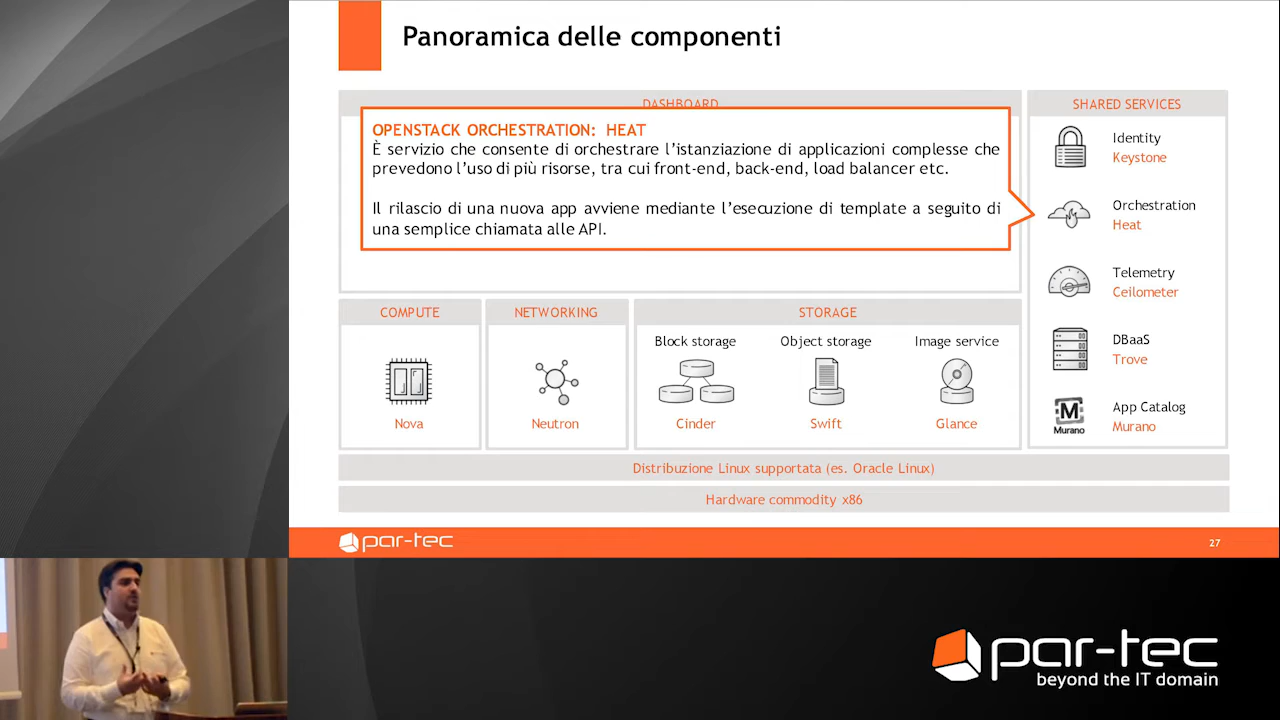 Panoramica delle componenti
DASHBOARD
OPENSTACK ORCHESTRATION: HEAT
È servizio che consente di orchestrare l'istanziazione di applicazioni complesse che
prevedono l'uso di più risorse, tra cui front-end, back-end, load balancer etc.
Il rilascio di una nuova app avviene mediante l'esecuzione di template a seguito di
una semplice chiamata alle API.
SHARED SERVICES
Identity
Keystone
Orchestration
Heat
Telemetry
Ceilometer
DBaaS
Trove
App Catalog
Murano
M
Murano
COMPUTE
Nova
NETWORKING
Neutron
STORAGE
Block storage
Cinder
Object storage
Swift
Image service
Glance
Distribuzione Linux supportata (es. Oracle Linux)
Hardware commodity x86
par-tec
27
par-tec
beyond the IT domain